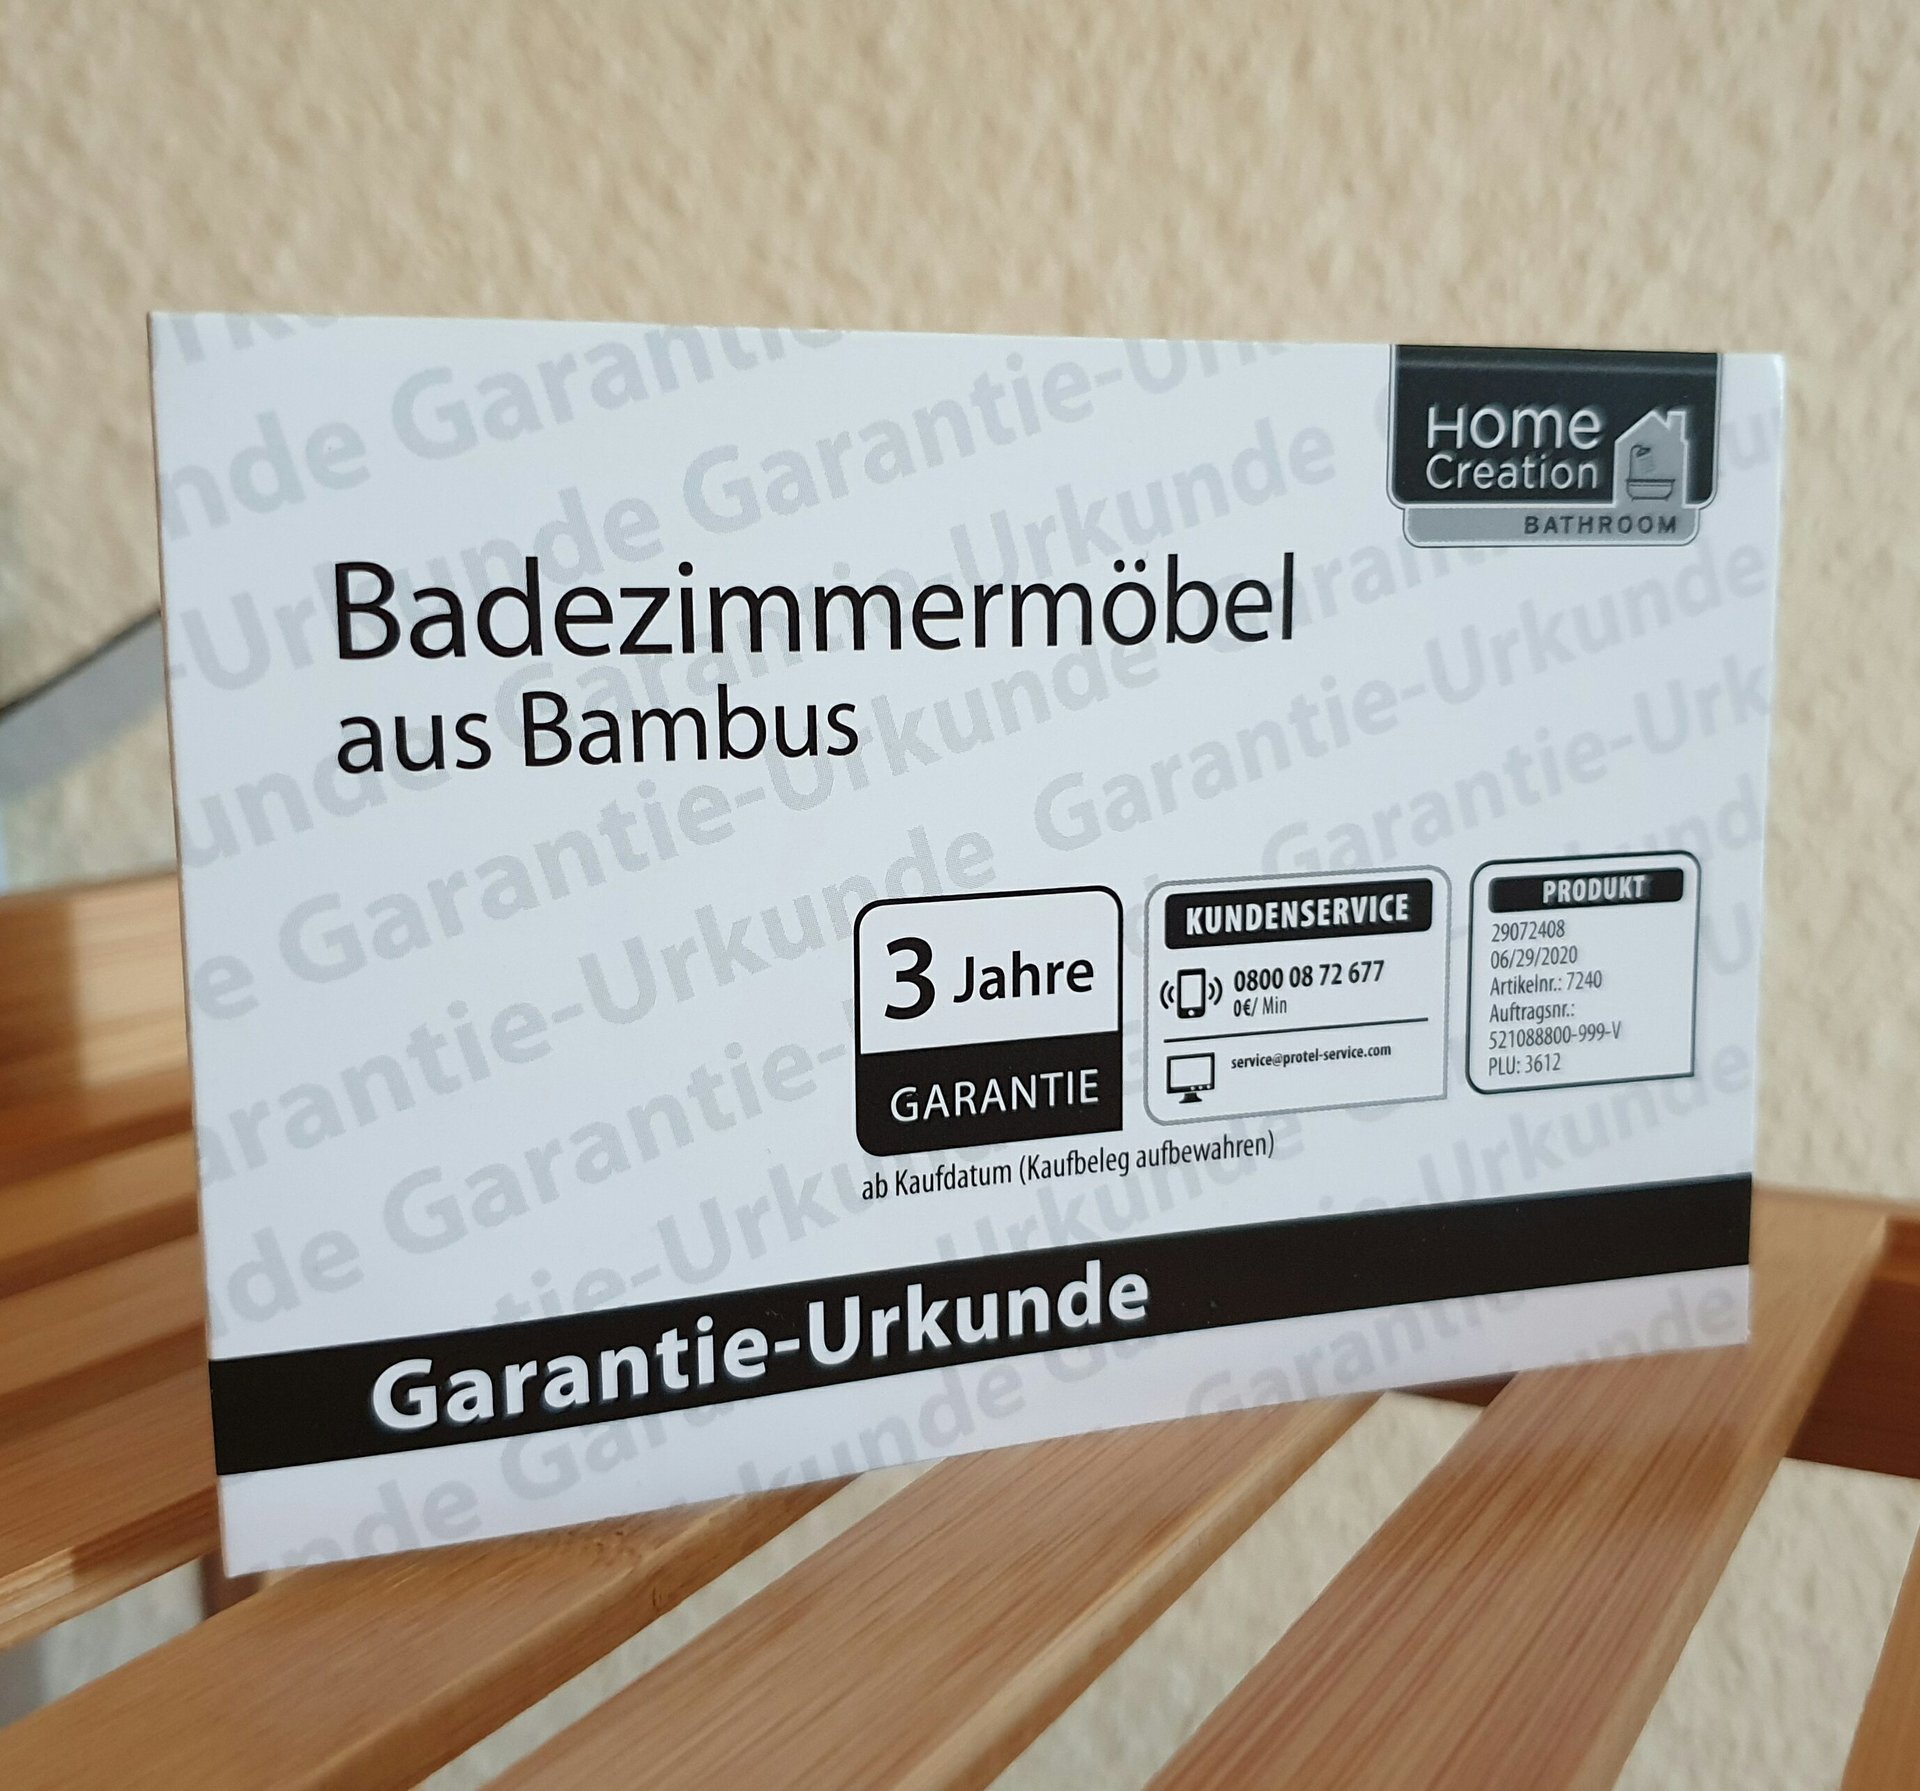 Home
Creation
BATHROOM
Badezimmermöbel
aus Bambus
3 Jahre
GARANTIE
ab Kaufdatum (Kaufbeleg aufbewahren)
KUNDENSERVICE
0800 08 72 677
0€/ Min
service@protel-service.com
PRODUKT
29072408
06/29/2020
Artikelnr.: 7240
Auftragsnr.:
521088800-999-V
PLU: 3612
Garantie-Urkunde